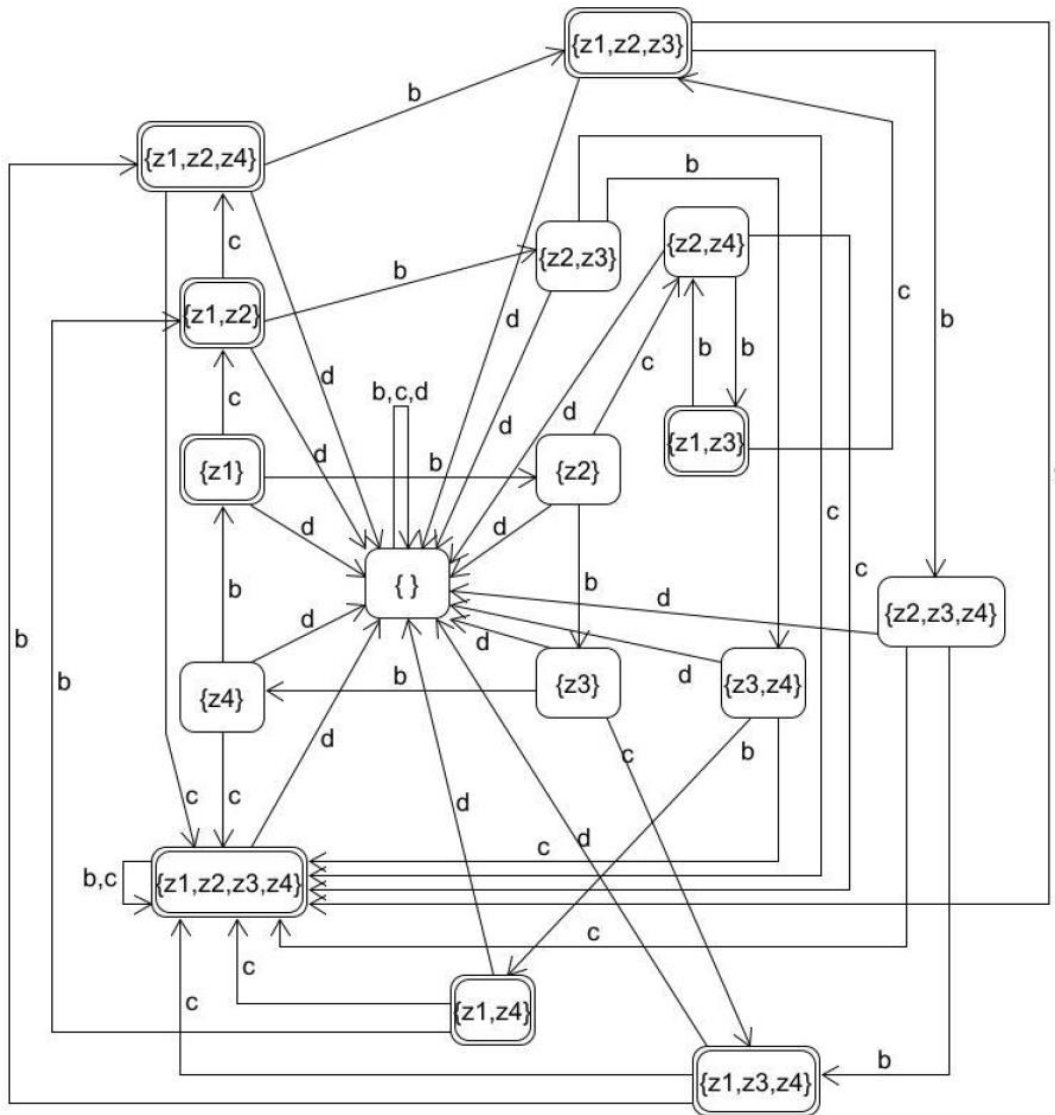 {z1,z2,z3}
b
{z1,z2,z4}
b
c
{z2,z3}
{z2,z4}
b
{z1,z2}
c
d
b
b
b
c
d
c
d
b,c,d
{z1,z3}
{z1}
b
{z2}
d
d
d
c
d
{ }
b
c
{z2,z3,z4}
b
d
d
b
b
{z4}
b
d
{z3}
d
{z3,z4}
d
c
b
c
c
c
d
b,c
{z1,z2,z3,z4}
d
c
c
c
{z1,z4}
b
{z1,z3,z4}